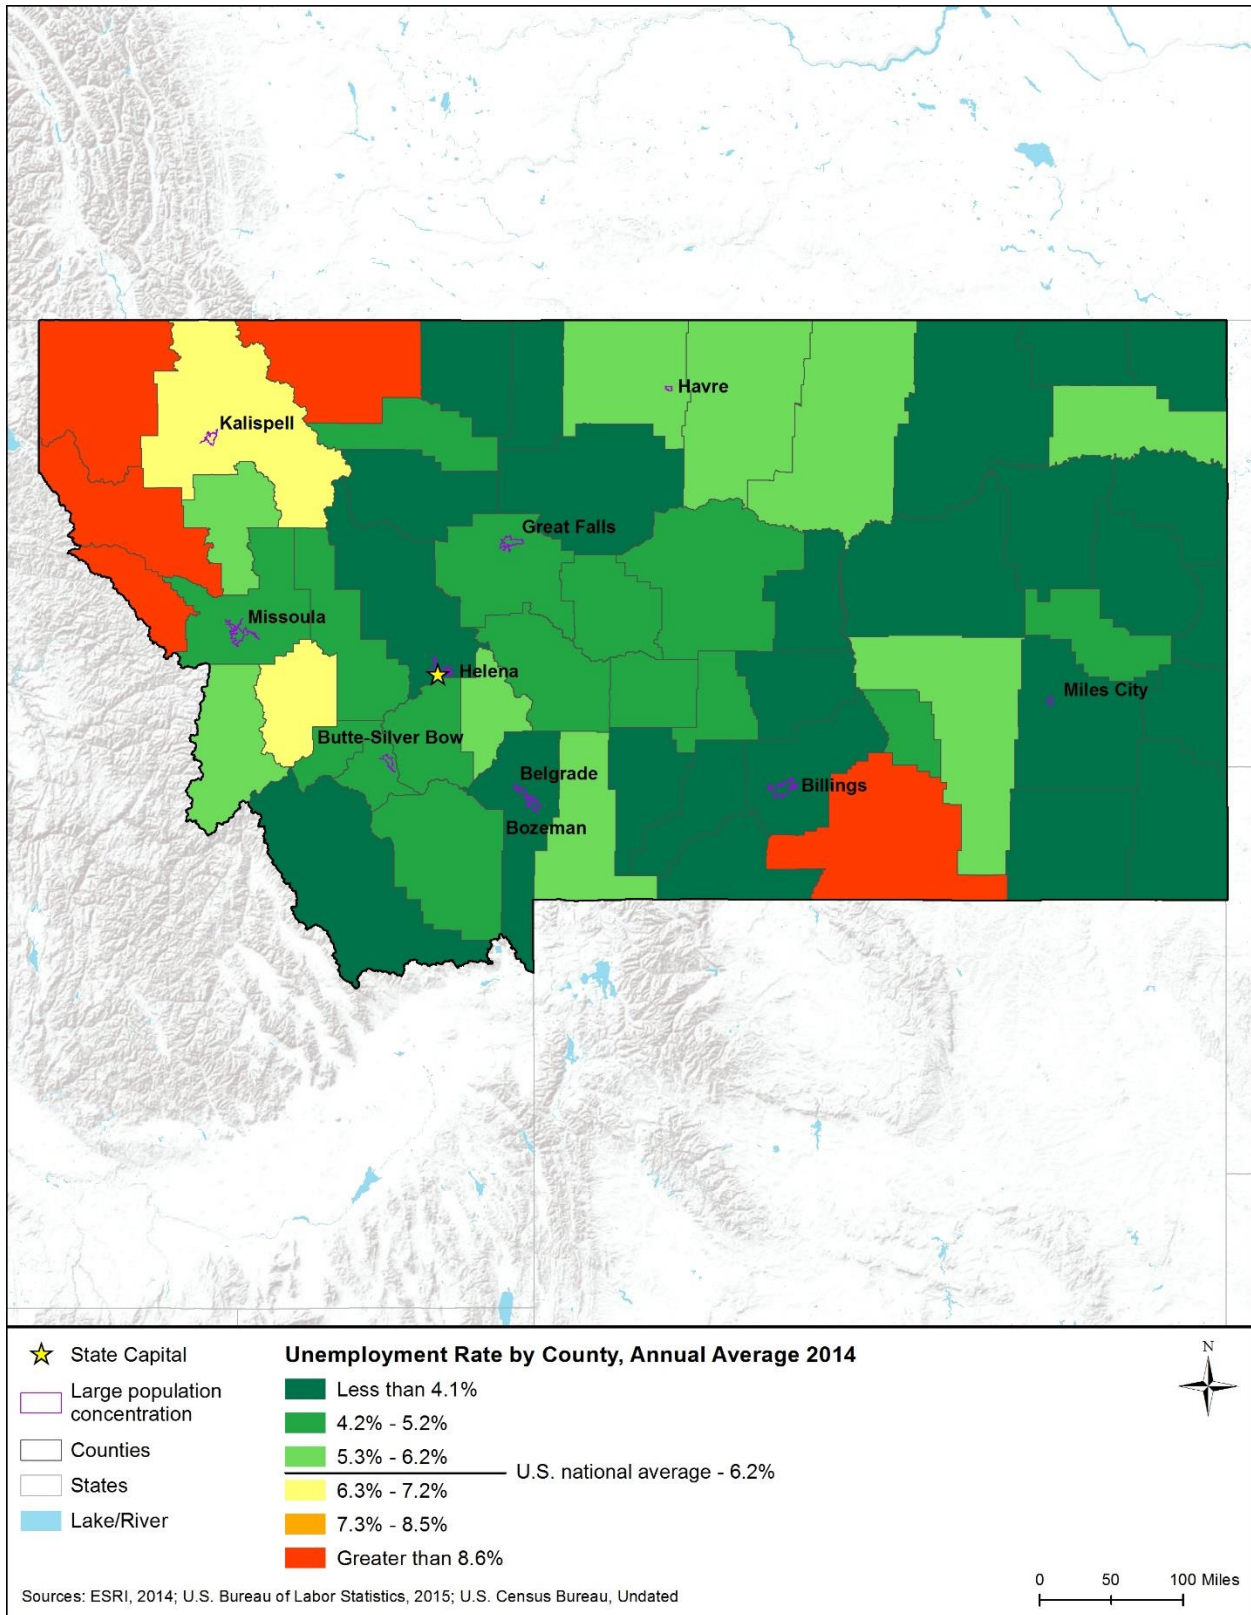 Havre
Kalispell
Great Falls
Missoula
Helena
Miles City
Butte-Silver Bow
Belgrade
Billings
Bozeman
State Capital
Large population
concentration
Counties
States
Lake/River
Unemployment Rate by County, Annual Average 2014
Less than 4.1%
4.2% - 5.2%
5.3% - 6.2%
U.S. national average - 6.2%
6.3% - 7.2%
7.3% - 8.5%
Greater than 8.6%
N
0 50 100 Miles
Sources: ESRI, 2014; U.S. Bureau of Labor Statistics, 2015; U.S. Census Bureau, Undated